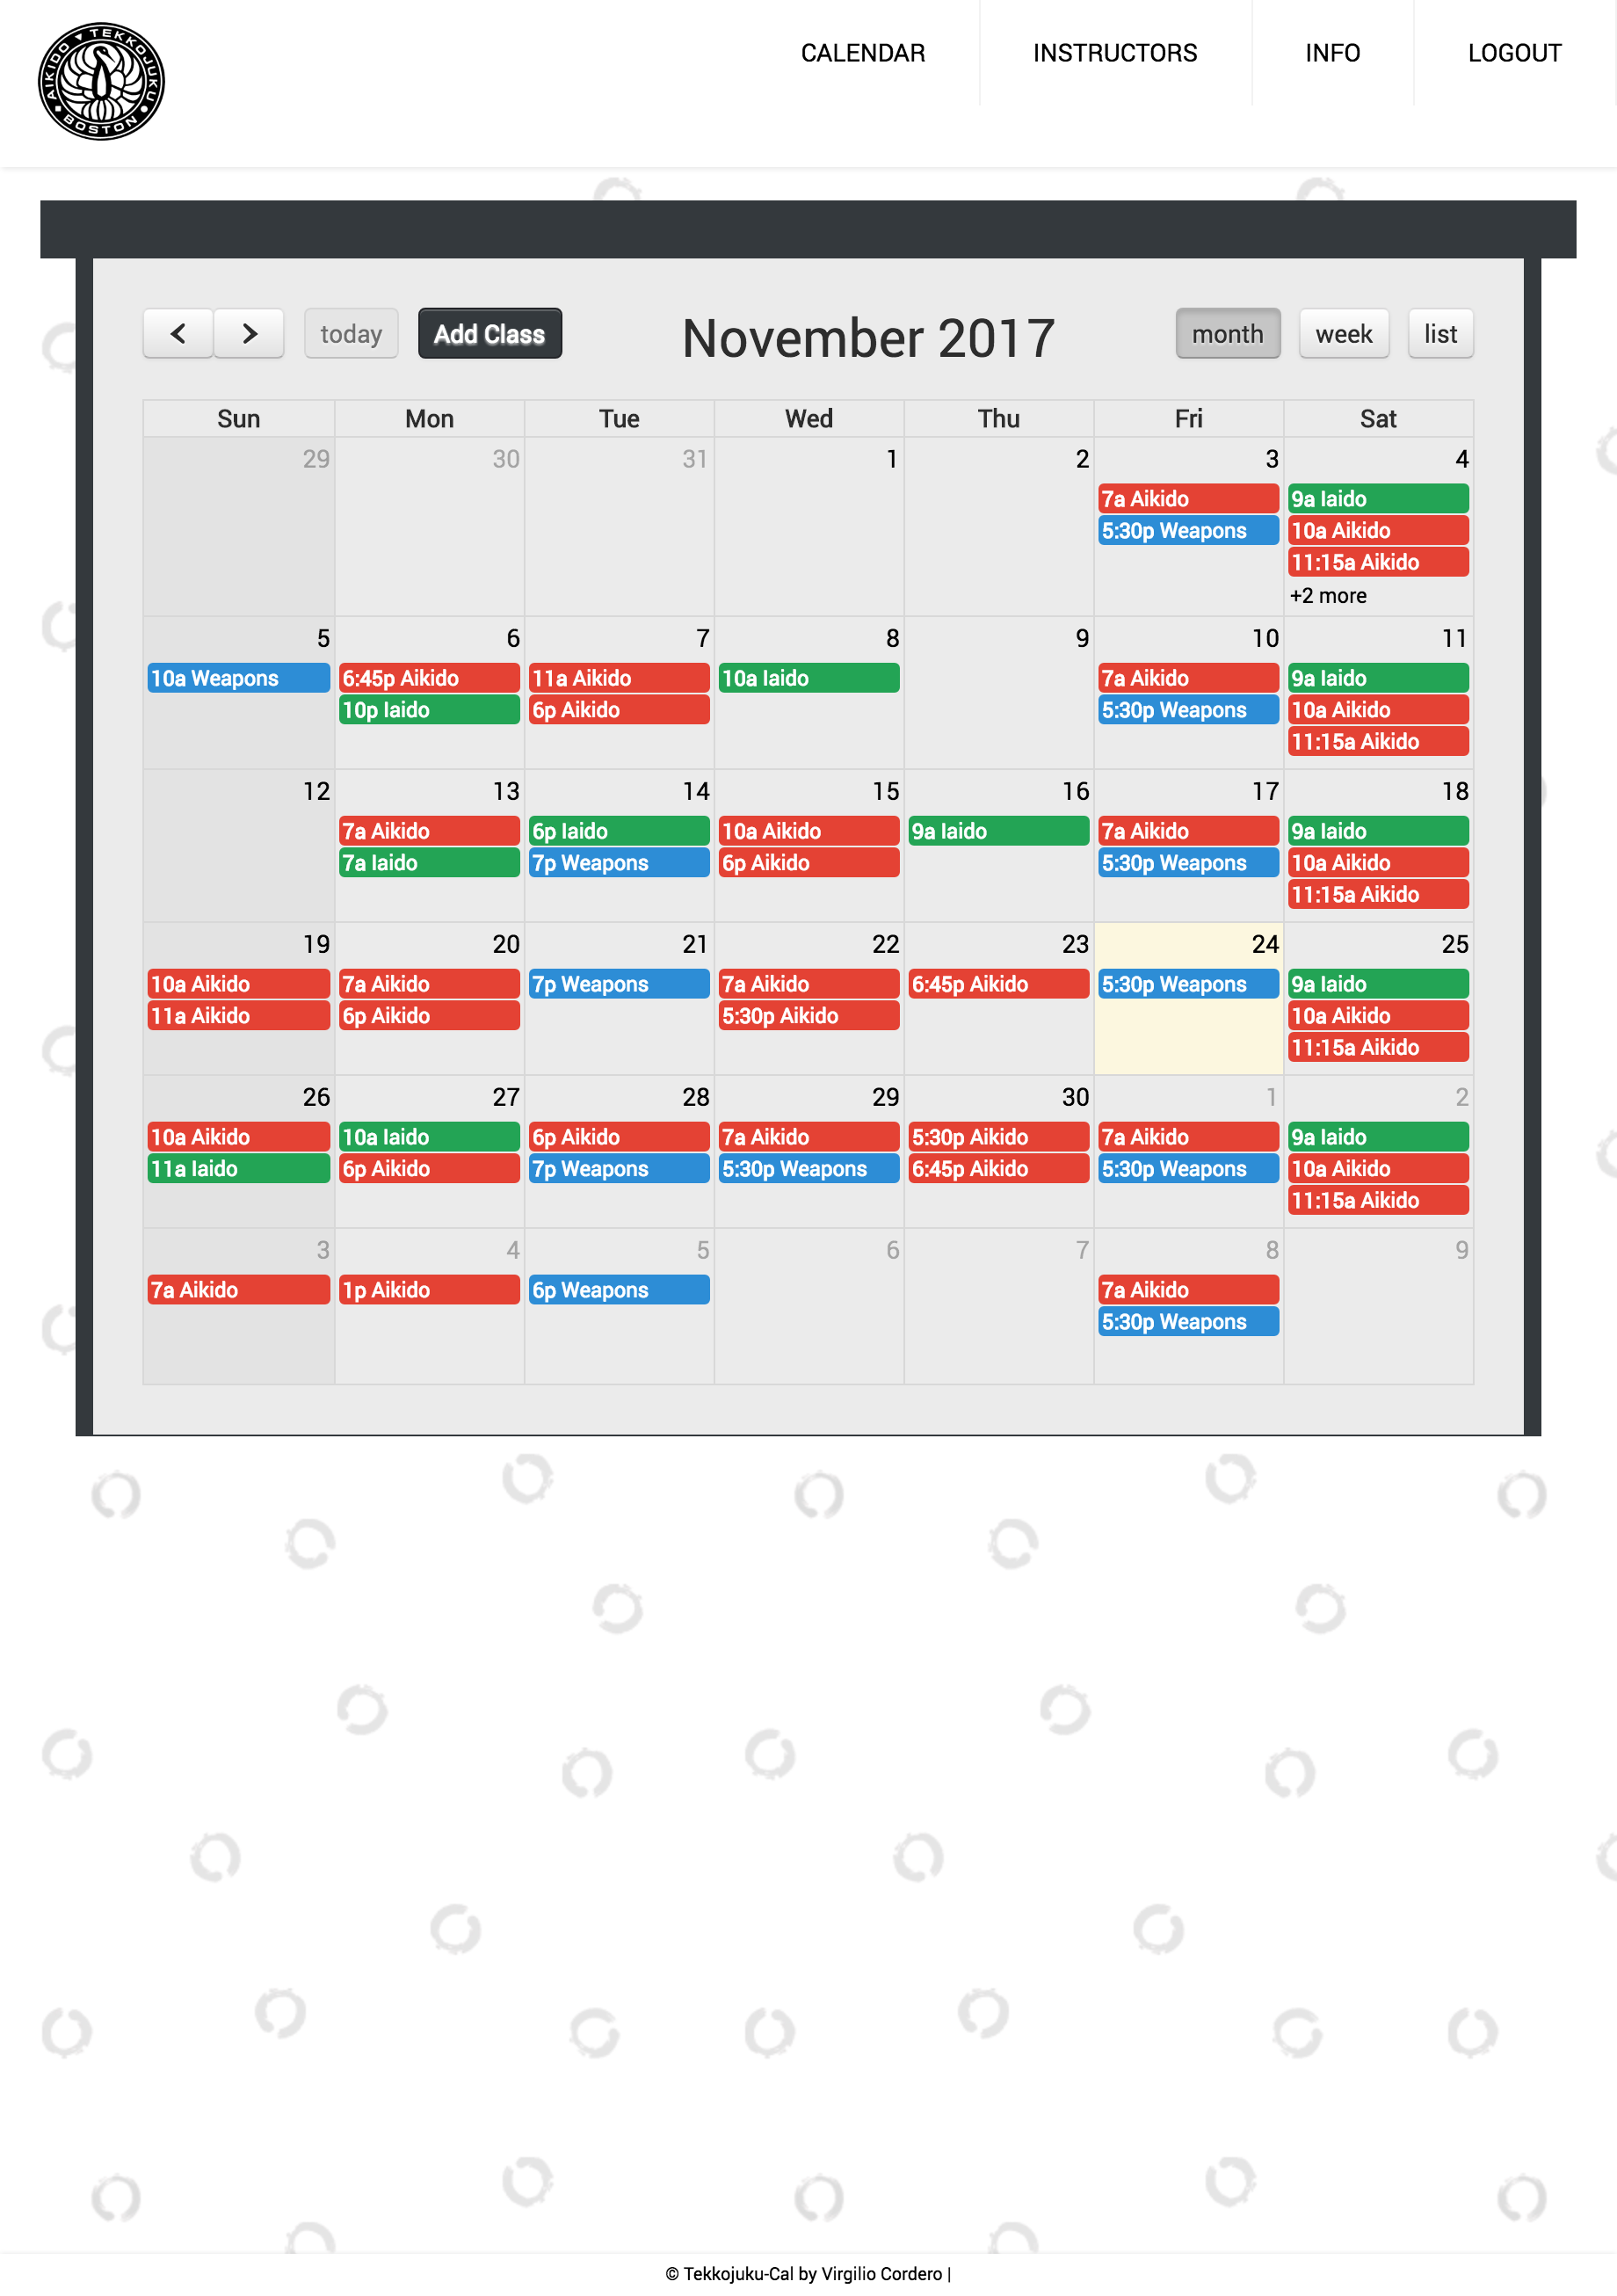 AIKIDO ▾ TEKKOJUKU
BOSTON
CALENDAR INSTRUCTORS INFO LOGOUT
today Add Class November 2017 month week list
Sun Mon Tue Wed Thu Fri Sat
29 30 31 1 2 3 4
7a Aikido 9a Iaido
5:30p Weapons 10a Aikido
11:15a Aikido
+2 more
5 6 7 8 9 10 11
10a Weapons 6:45p Aikido 11a Aikido 10a Iaido 7a Aikido 9a Iaido
10p Iaido 6p Aikido 5:30p Weapons 10a Aikido
11:15a Aikido
12 13 14 15 16 17 18
7a Aikido 6p Iaido 10a Aikido 9a Iaido 7a Aikido 9a Iaido
7a Iaido 7p Weapons 6p Aikido 5:30p Weapons 10a Aikido
11:15a Aikido
19 20 21 22 23 24 25
10a Aikido 7a Aikido 7p Weapons 7a Aikido 6:45p Aikido 5:30p Weapons 9a Iaido
11a Aikido 6p Aikido 5:30p Aikido 10a Aikido
11:15a Aikido
26 27 28 29 30 1 2
10a Aikido 10a Iaido 6p Aikido 7a Aikido 5:30p Aikido 7a Aikido 9a Iaido
11a Iaido 6p Aikido 7p Weapons 5:30p Weapons 6:45p Aikido 5:30p Weapons 10a Aikido
11:15a Aikido
3 4 5 6 7 8 9
7a Aikido 1p Aikido 6p Weapons 7a Aikido
5:30p Weapons
© Tekkojuku-Cal by Virgilio Cordero |